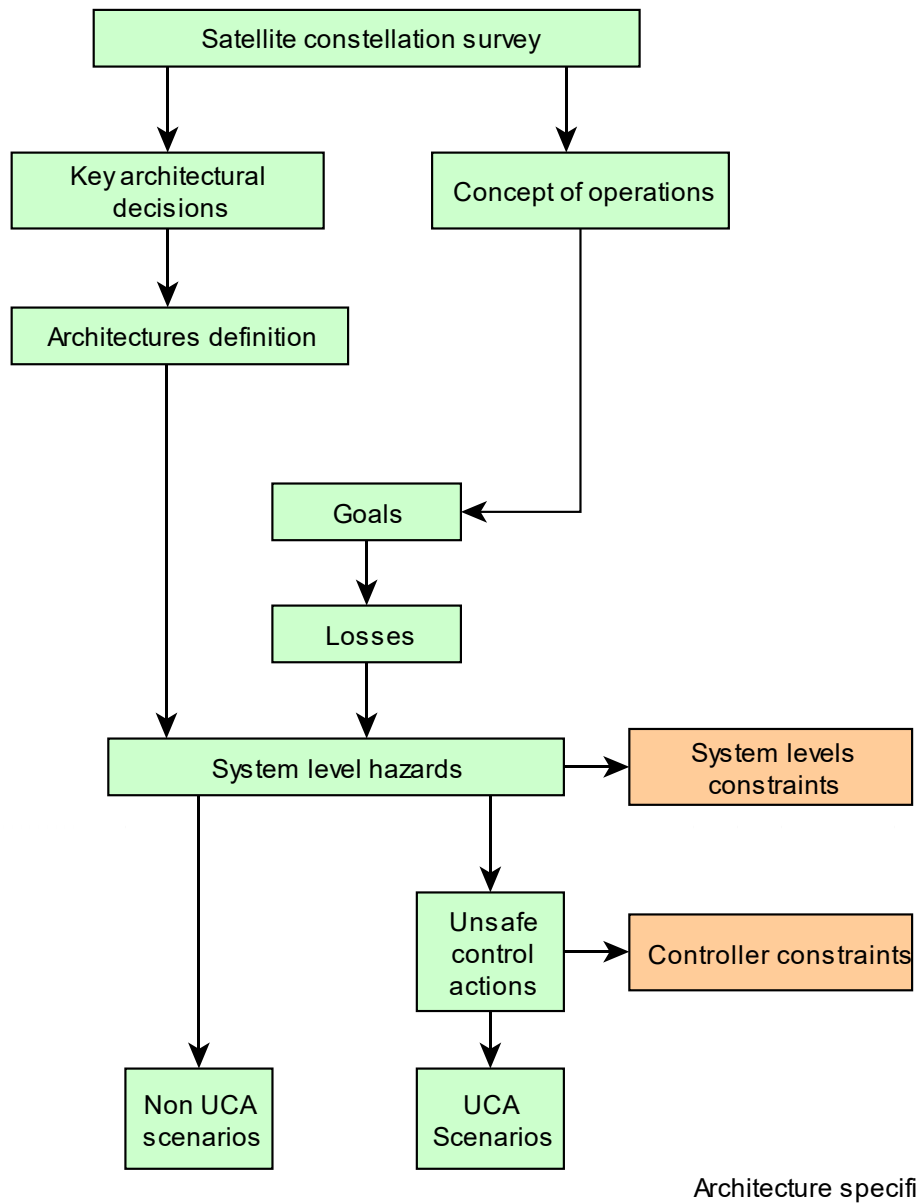 Satellite constellation survey
Key architectural
decisions
Concept of operations
Architectures definition
Goals
Losses
System level hazards
System levels
constraints
Unsafe
control
actions
Controller constraints
Non UCA
scenarios
UCA
Scenarios
Architecture specifi